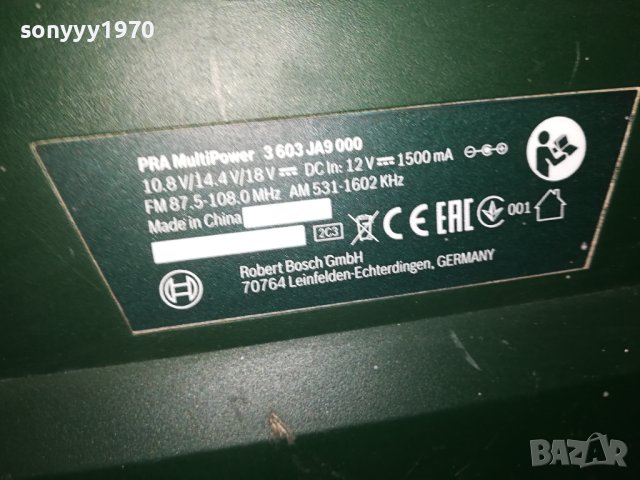 sonyyy1970
PRA MultiPower 3 603 JA9 000
10.8 V/14.4 V/18 V ⎓ DC In: 12 V ⎓ 1500 mA
FM 87.5-108.0 MHz AM 531-1602 KHz
Made in China
2C3 CE EAC 001
Robert Bosch GmbH
70764 Leinfelden-Echterdingen, GERMANY
BAZAR